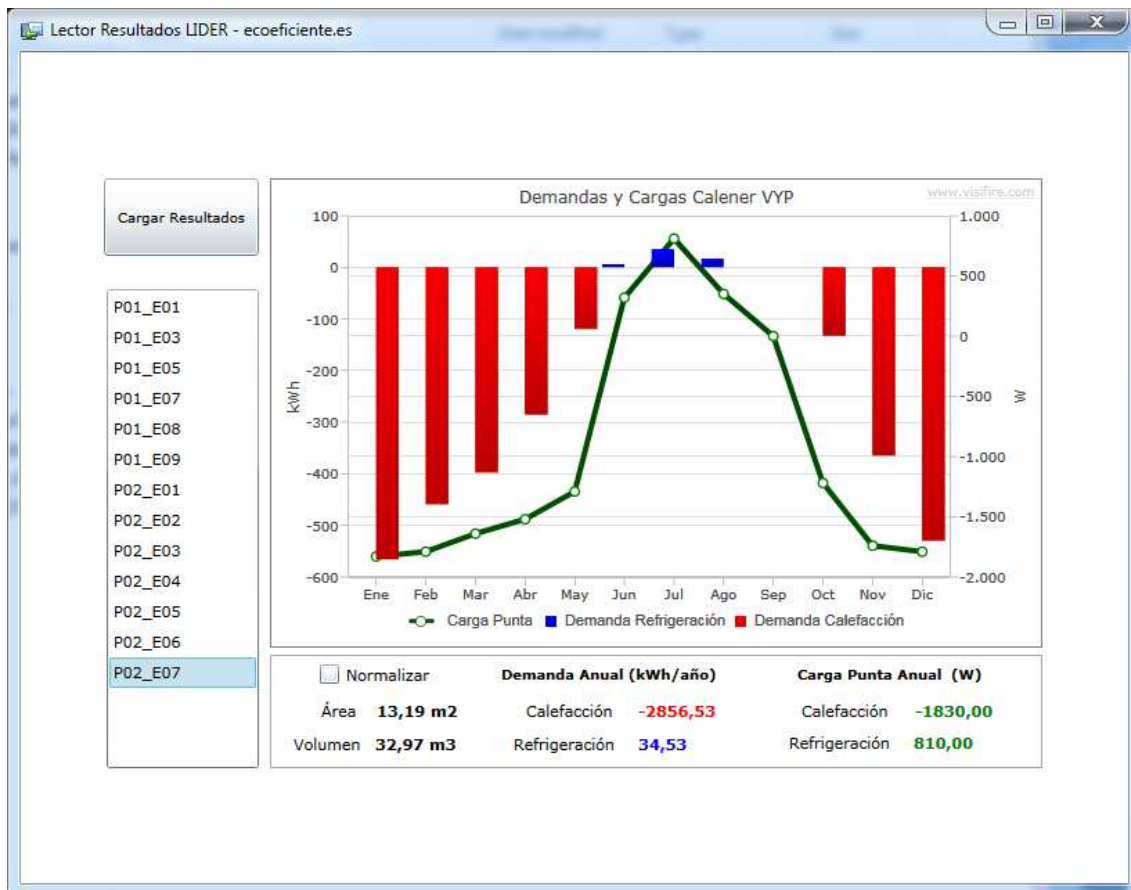 Lector Resultados LIDER - ecoeficiente.es
Cargar Resultados
P01_E01
P01_E03
P01_E05
P01_E07
P01_E08
P01_E09
P02_E01
P02_E02
P02_E03
P02_E04
P02_E05
P02_E06
P02_E07
Demandas y Cargas Calener VYP
www.visifire.com
100
0
-100
-200
-300
-400
-500
-600
kWh
1.000
500
0
-500
-1.000
-1.500
-2.000
W
Ene Feb Mar Abr May Jun Jul Ago Sep Oct Nov Dic
Carga Punta Demanda Refrigeración Demanda Calefacción
Normalizar Demanda Anual (kWh/año) Carga Punta Anual (W)
Área 13,19 m2 Calefacción -2856,53 Calefacción -1830,00
Volumen 32,97 m3 Refrigeración 34,53 Refrigeración 810,00